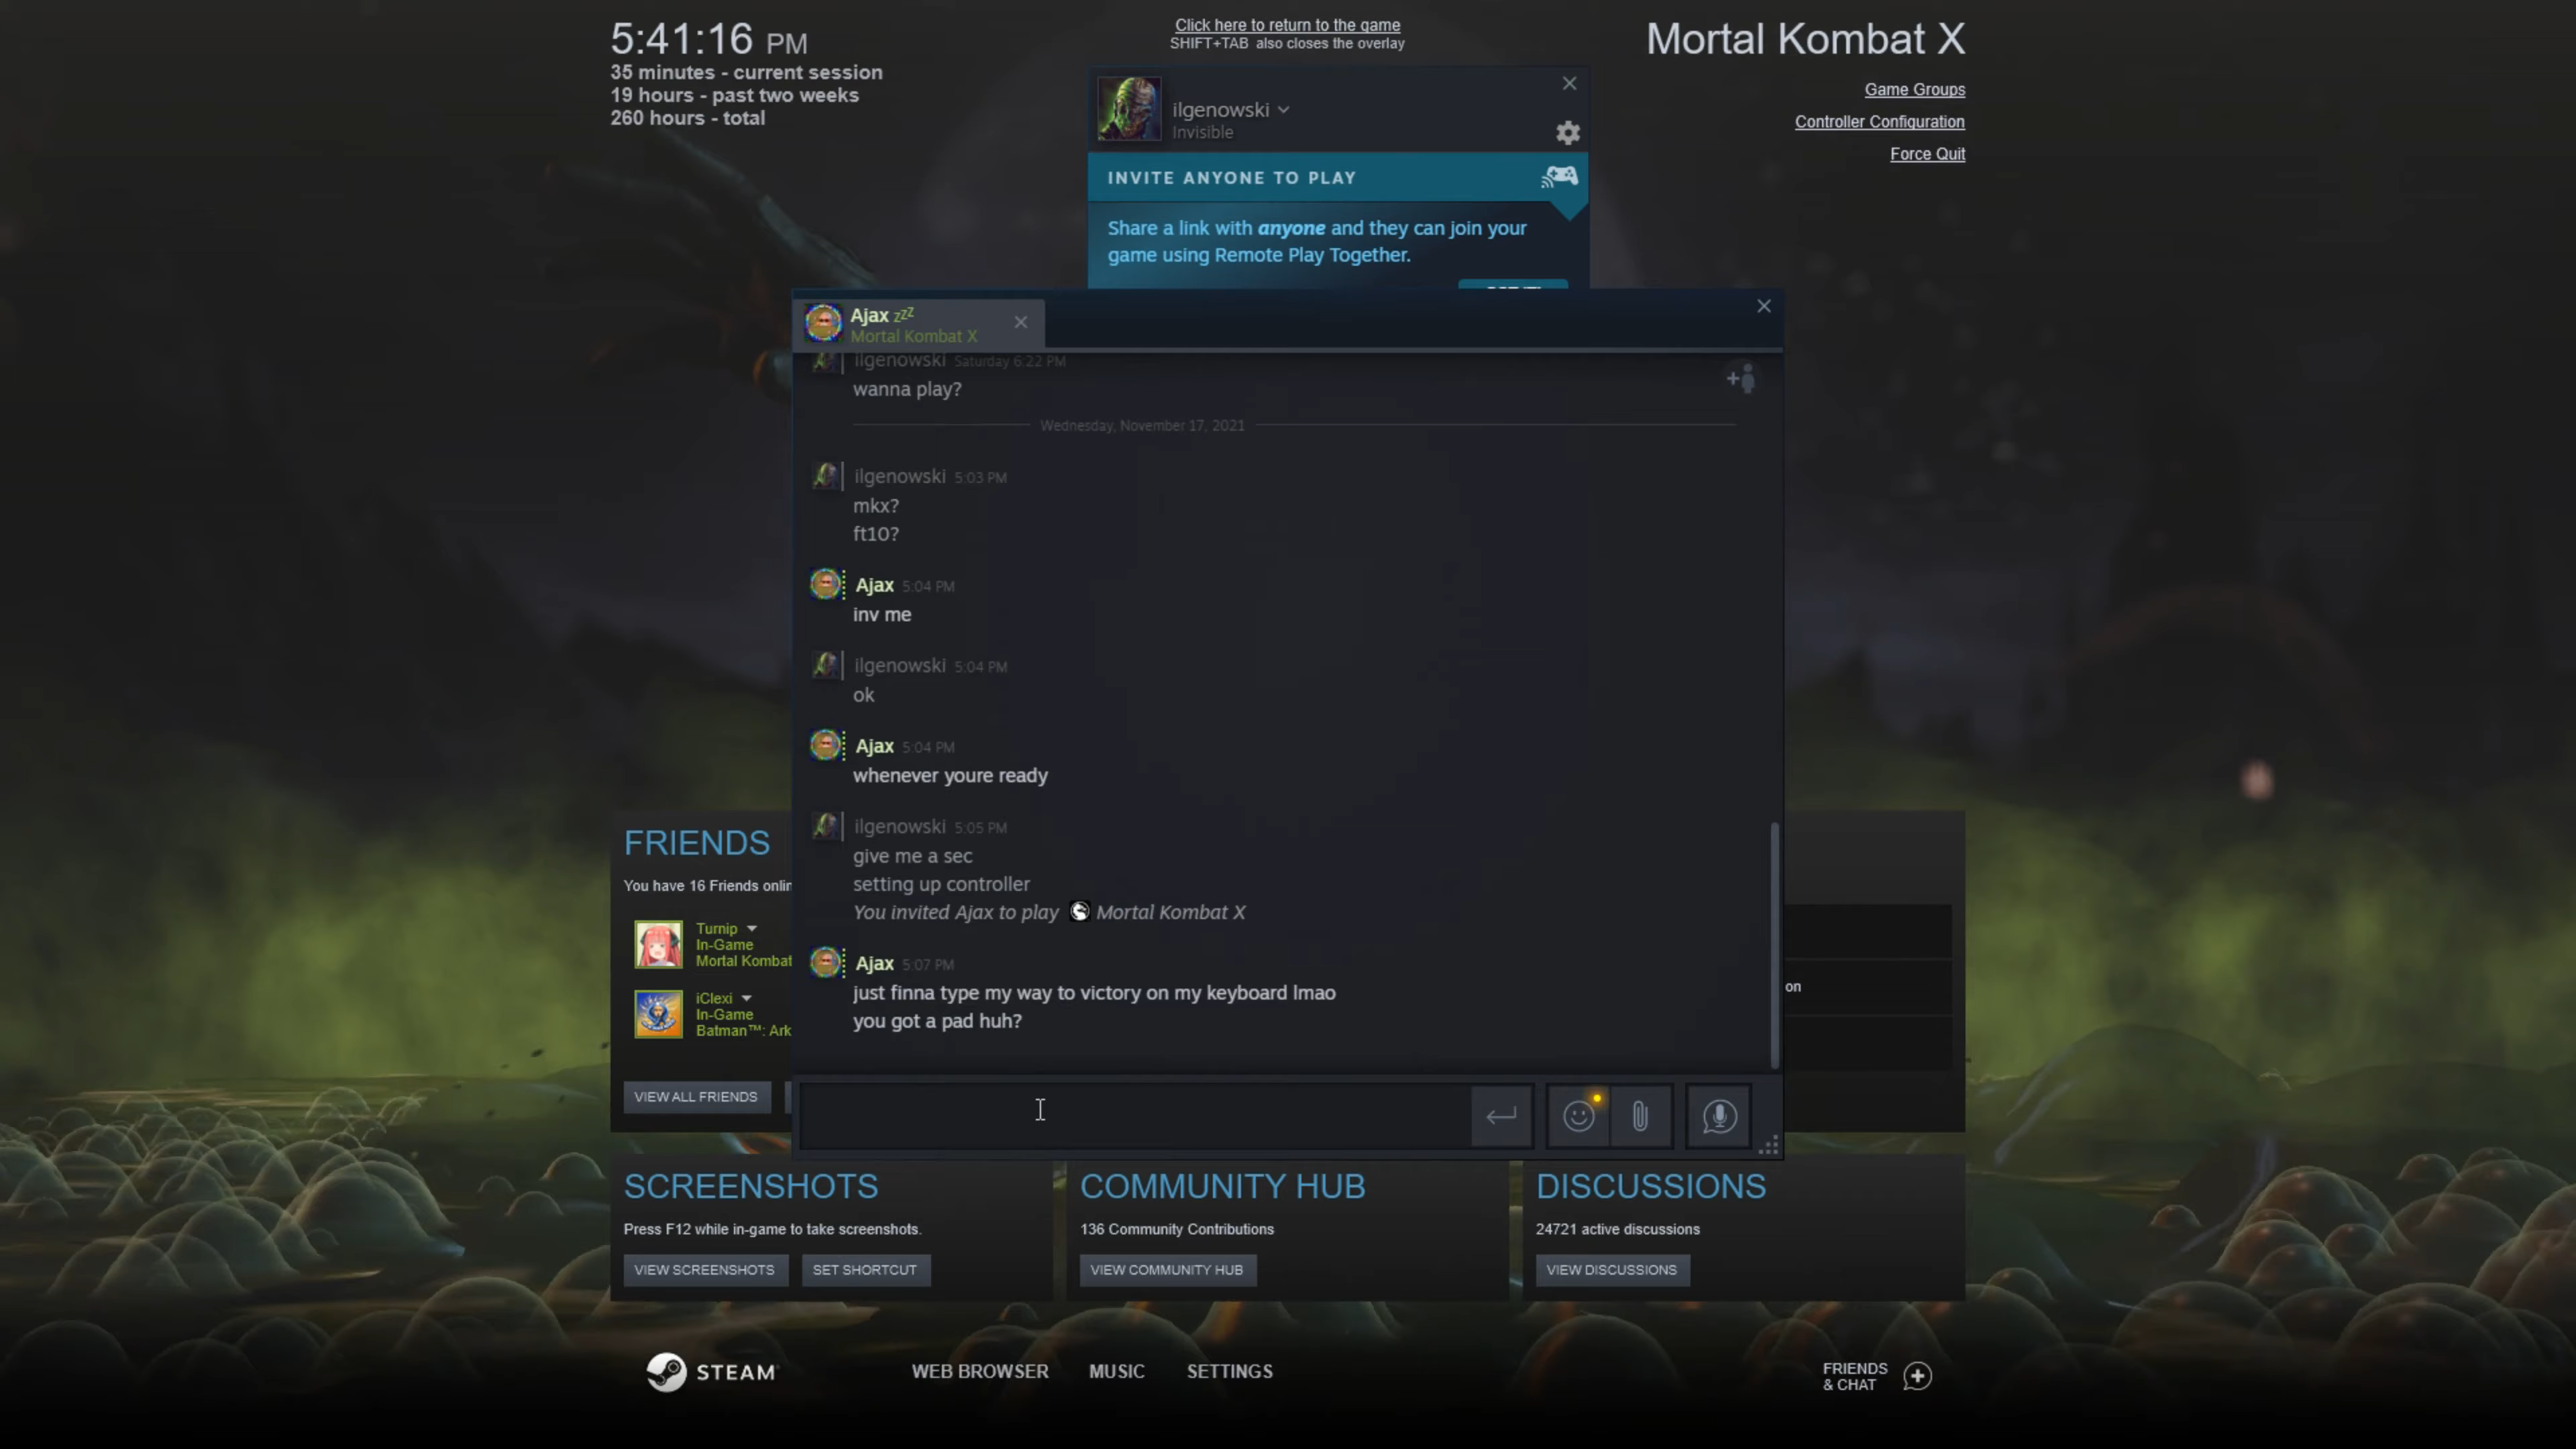 5:41:16 PM
35 minutes - current session
19 hours - past two weeks
260 hours - total
Click here to return to the game
SHIFT+TAB also closes the overlay
Mortal Kombat X
Game Groups
Controller Configuration
Force Quit
ilgenowski
Invisible
INVITE ANYONE TO PLAY
Share a link with anyone and they can join your
game using Remote Play Together.
Ajax zzz
Mortal Kombat X
ilgenowski Saturday 6:22 PM
wanna play?
Wednesday, November 17, 2021
ilgenowski 5:03 PM
mkx?
ft10?
Ajax 5:04 PM
inv me
ilgenowski 5:04 PM
ok
Ajax 5:04 PM
whenever youre ready
ilgenowski 5:05 PM
give me a sec
setting up controller
You invited Ajax to play Mortal Kombat X
Ajax 5:07 PM
just finna type my way to victory on my keyboard lmao
you got a pad huh?
FRIENDS
You have 16 Friends onlin
Turnip
In-Game
Mortal Kombat
iClexi
In-Game
Batman™: Ark
VIEW ALL FRIENDS
on
SCREENSHOTS
Press F12 while in-game to take screenshots.
VIEW SCREENSHOTS
SET SHORTCUT
COMMUNITY HUB
136 Community Contributions
VIEW COMMUNITY HUB
DISCUSSIONS
24721 active discussions
VIEW DISCUSSIONS
STEAM
WEB BROWSER
MUSIC
SETTINGS
FRIENDS
& CHAT